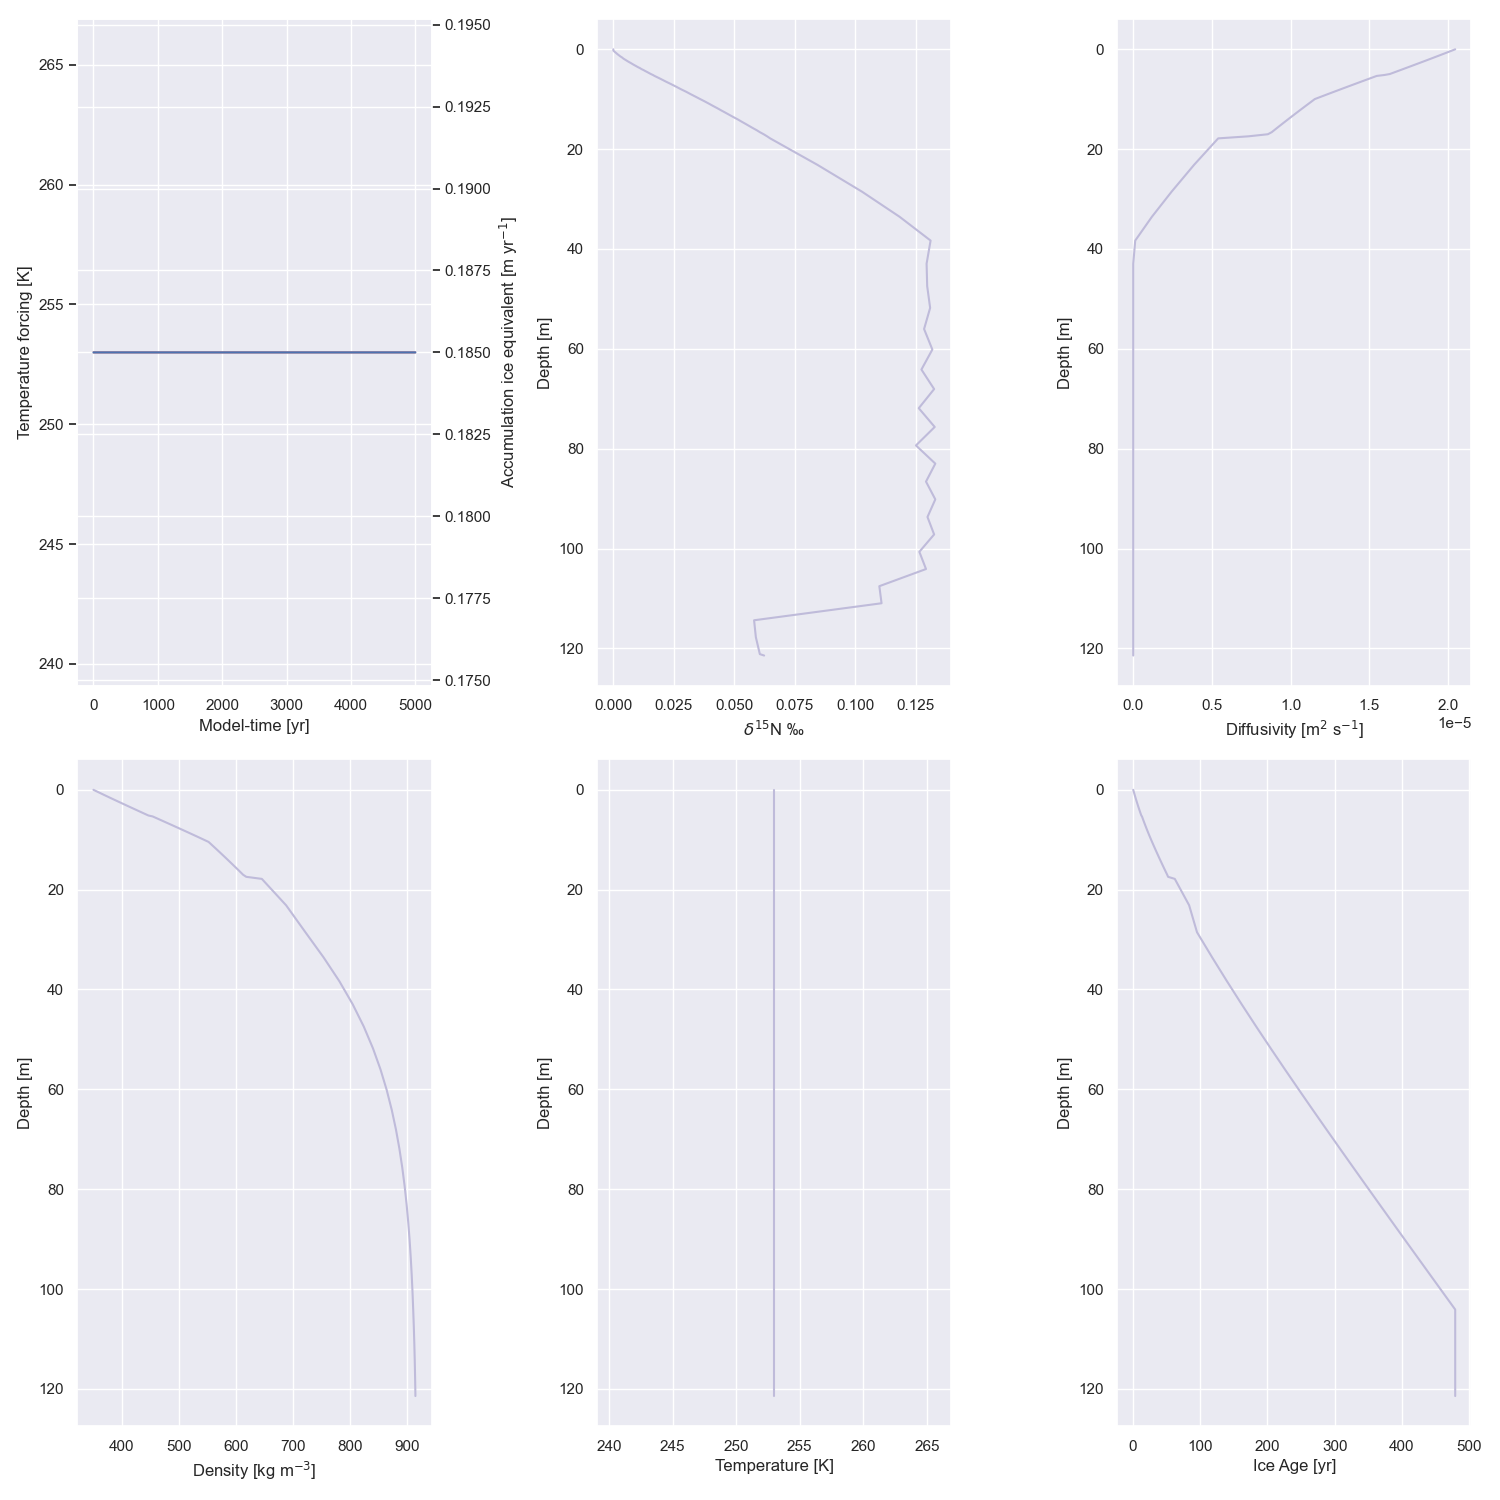 265
260
255
250
245
240
Temperature forcing [K]
0 1000 2000 3000 4000 5000
Model-time [yr]
0.1950
0.1925
0.1900
0.1875
0.1850
0.1825
0.1800
0.1775
0.1750
Accumulation ice equivalent [m yr⁻¹]
0
20
40
60
80
100
120
Depth [m]
0.000 0.025 0.050 0.075 0.100 0.125
δ¹⁵N ‰
0
20
40
60
80
100
120
Depth [m]
0.0 0.5 1.0 1.5 2.0
1e−5
Diffusivity [m² s⁻¹]
0
20
40
60
80
100
120
Depth [m]
400 500 600 700 800 900
Density [kg m⁻³]
0
20
40
60
80
100
120
Depth [m]
240 245 250 255 260 265
Temperature [K]
0
20
40
60
80
100
120
Depth [m]
0 100 200 300 400 500
Ice Age [yr]